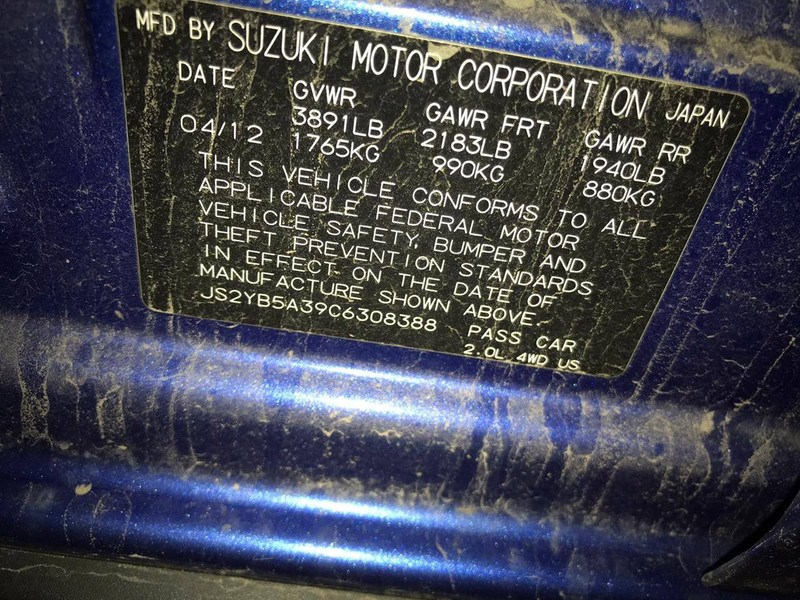 MFD BY SUZUKI MOTOR CORPORATION JAPAN
DATE GVWR GAWR FRT GAWR RR
04/12 3891LB 2183LB 1940LB
1765KG 990KG 880KG
THIS VEHICLE CONFORMS TO ALL
APPLICABLE FEDERAL MOTOR
VEHICLE SAFETY, BUMPER AND
THEFT PREVENTION STANDARDS
IN EFFECT ON THE DATE OF
MANUFACTURE SHOWN ABOVE.
JS2YB5A39C6308388 PASS CAR
2.0L 4WD US